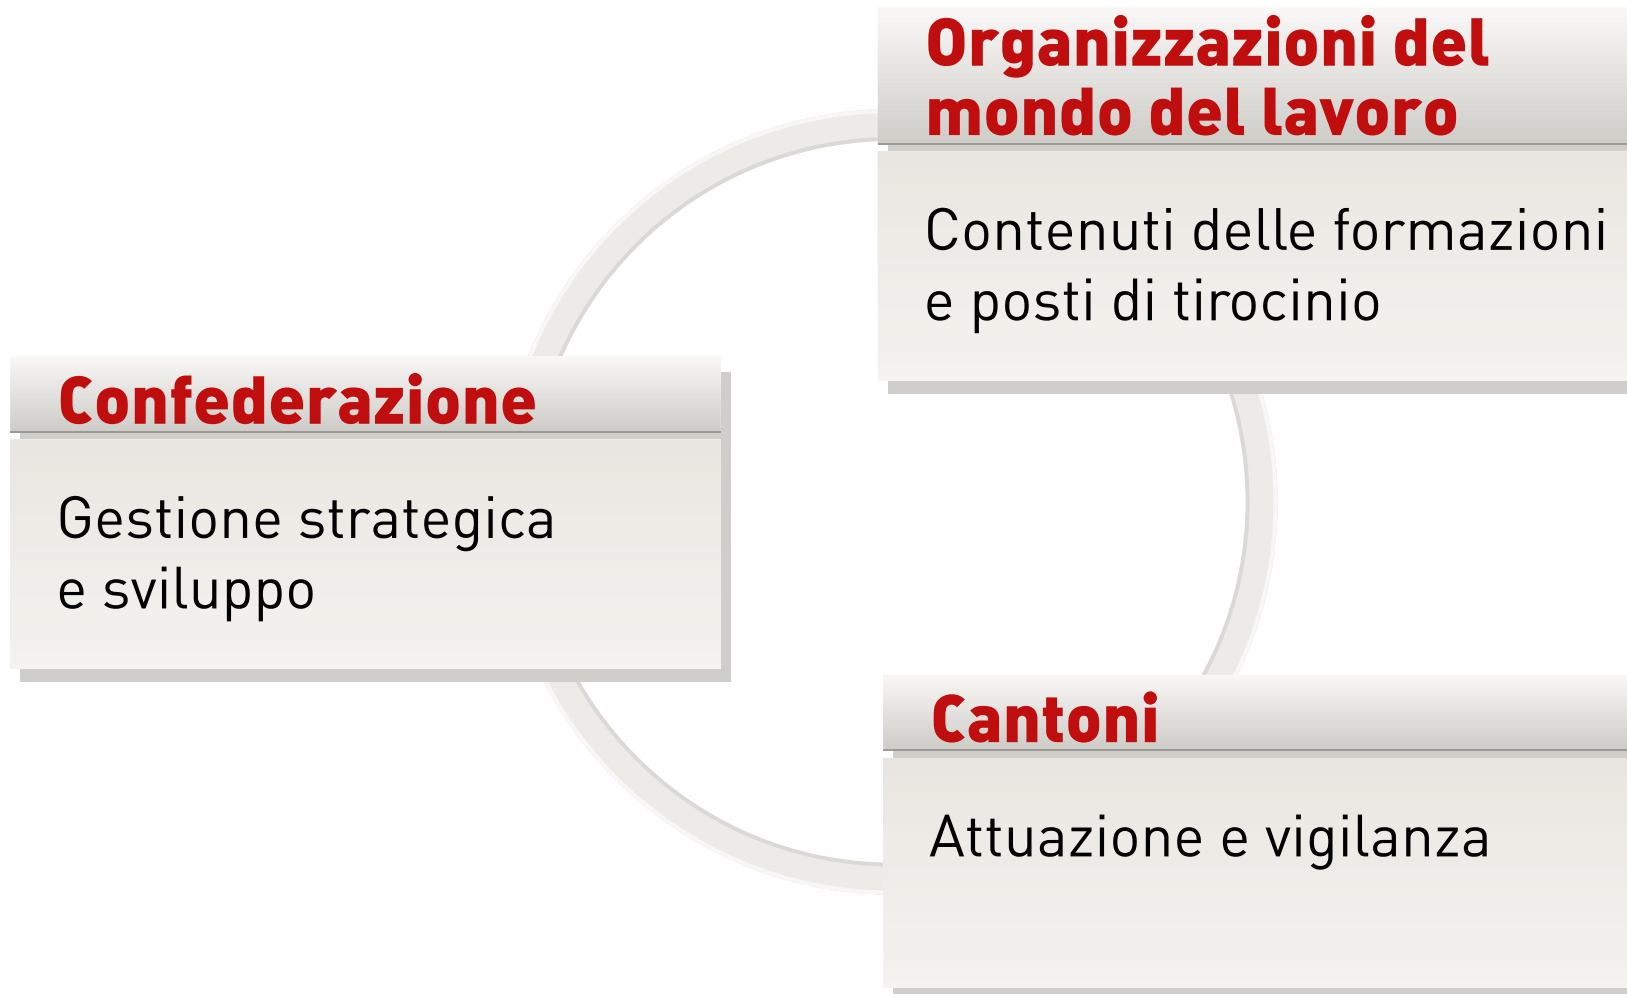 Organizzazioni del
mondo del lavoro
Contenuti delle formazioni
e posti di tirocinio
Confederazione
Gestione strategica
e sviluppo
Cantoni
Attuazione e vigilanza